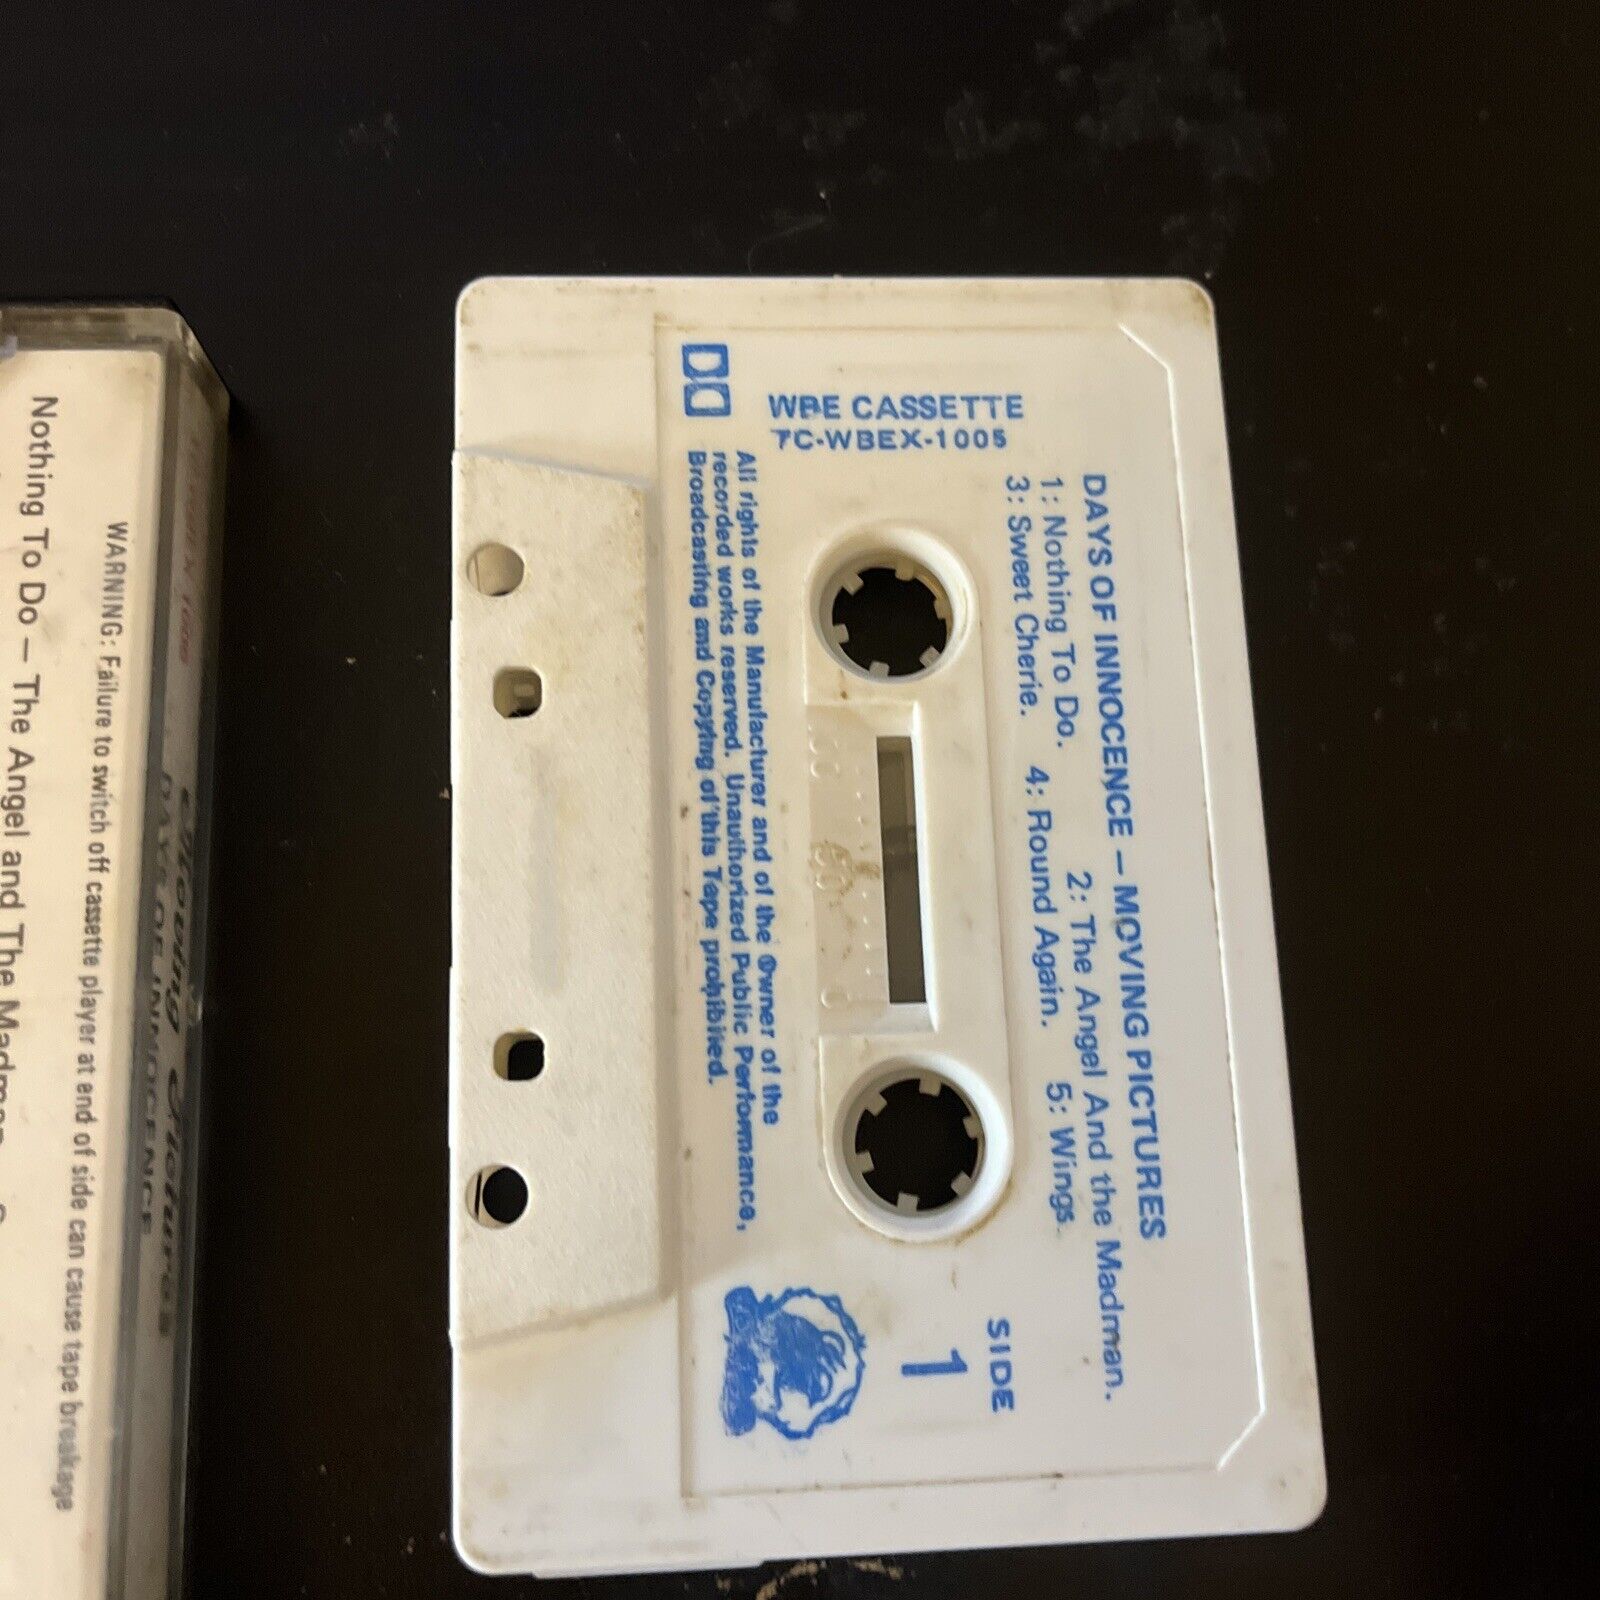 DAYS OF INNOCENCE – MOVING PICTURES
1: Nothing To Do. 2: The Angel And the Madman.
3: Sweet Cherie. 4: Round Again. 5: Wings.
WBE CASSETTE
7C-WBEX-1005
SIDE
1
All rights of the Manufacturer and of the Owner of the
recorded works reserved. Unauthorized Public Performance,
Broadcasting and Copying of this Tape prohibited.
Moving Pictures
DAYS OF INNOCENCE
WARNING: Failure to switch off cassette player at end of side can cause tape breakage
Nothing To Do – The Angel and The Madman